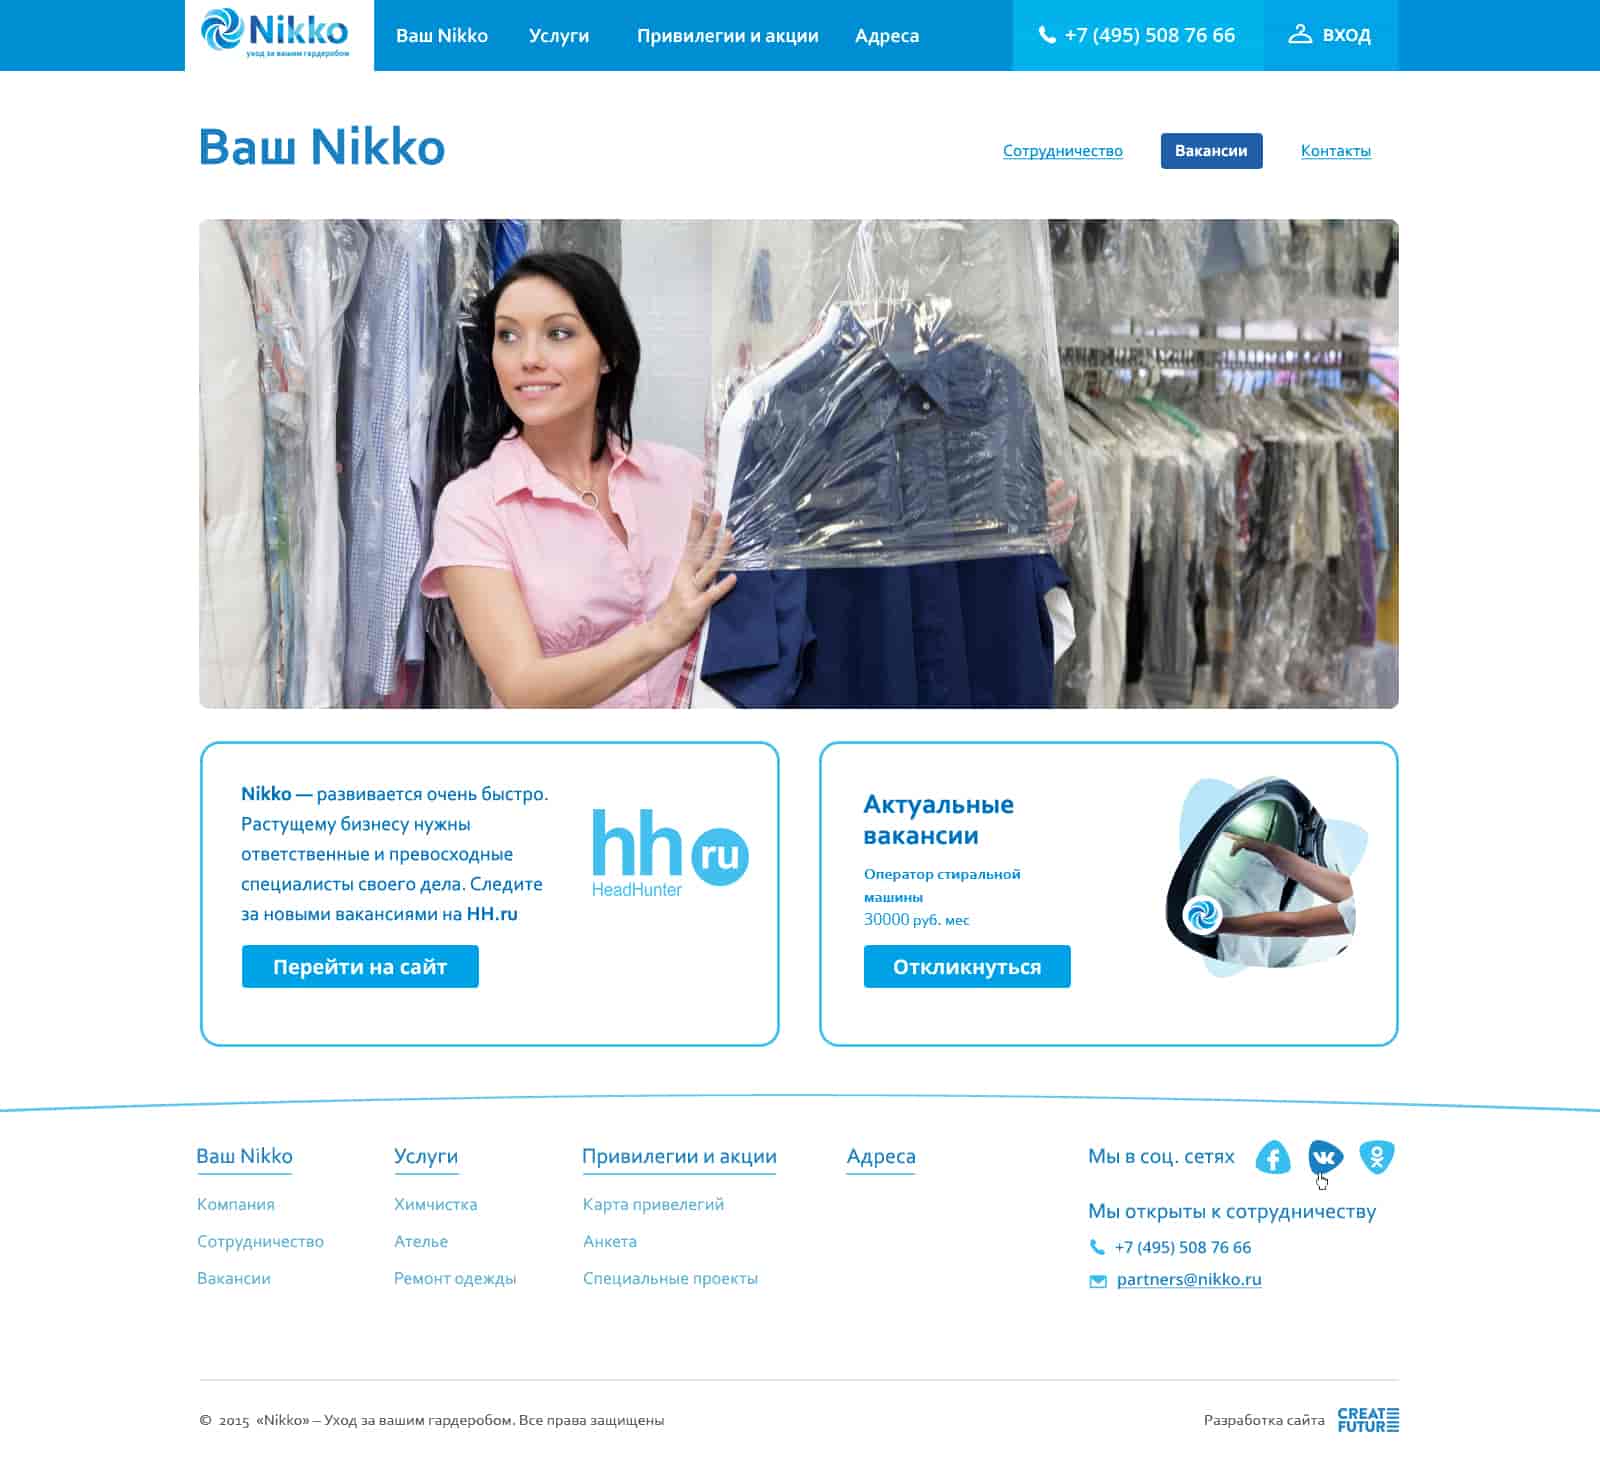 Nikko
уход за вашим гардеробом
Ваш Nikko
Услуги
Привилегии и акции
Адреса
+7 (495) 508 76 66
ВХОД
Ваш Nikko
Сотрудничество
Вакансии
Контакты
Nikko — развивается очень быстро.
Растущему бизнесу нужны
ответственные и превосходные
специалисты своего дела. Следите
за новыми вакансиями на HH.ru
Перейти на сайт
hh ru
HeadHunter
Актуальные
вакансии
Оператор стиральной
машины
30000 руб. мес
Откликнуться
Ваш Nikko
Компания
Сотрудничество
Вакансии
Услуги
Химчистка
Ателье
Ремонт одежды
Привилегии и акции
Карта привелегий
Анкета
Специальные проекты
Адреса
Мы в соц. сетях
Мы открыты к сотрудничеству
+7 (495) 508 76 66
partners@nikko.ru
© 2015 «Nikko» – Уход за вашим гардеробом. Все права защищены
Разработка сайта
CREATE
FUTURE